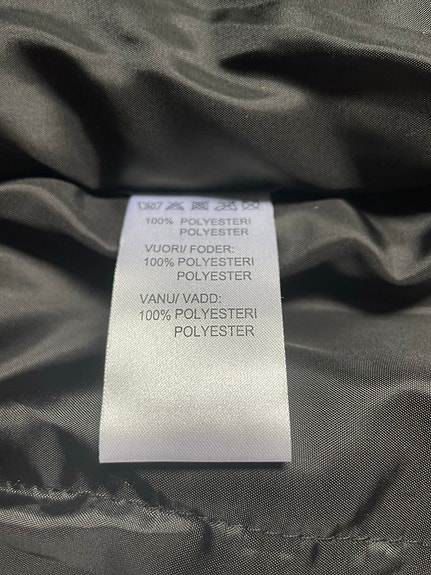 100% POLYESTERI
POLYESTER
VUORI/ FODER:
100% POLYESTERI
POLYESTER
VANU/ VADD:
100% POLYESTERI
POLYESTER